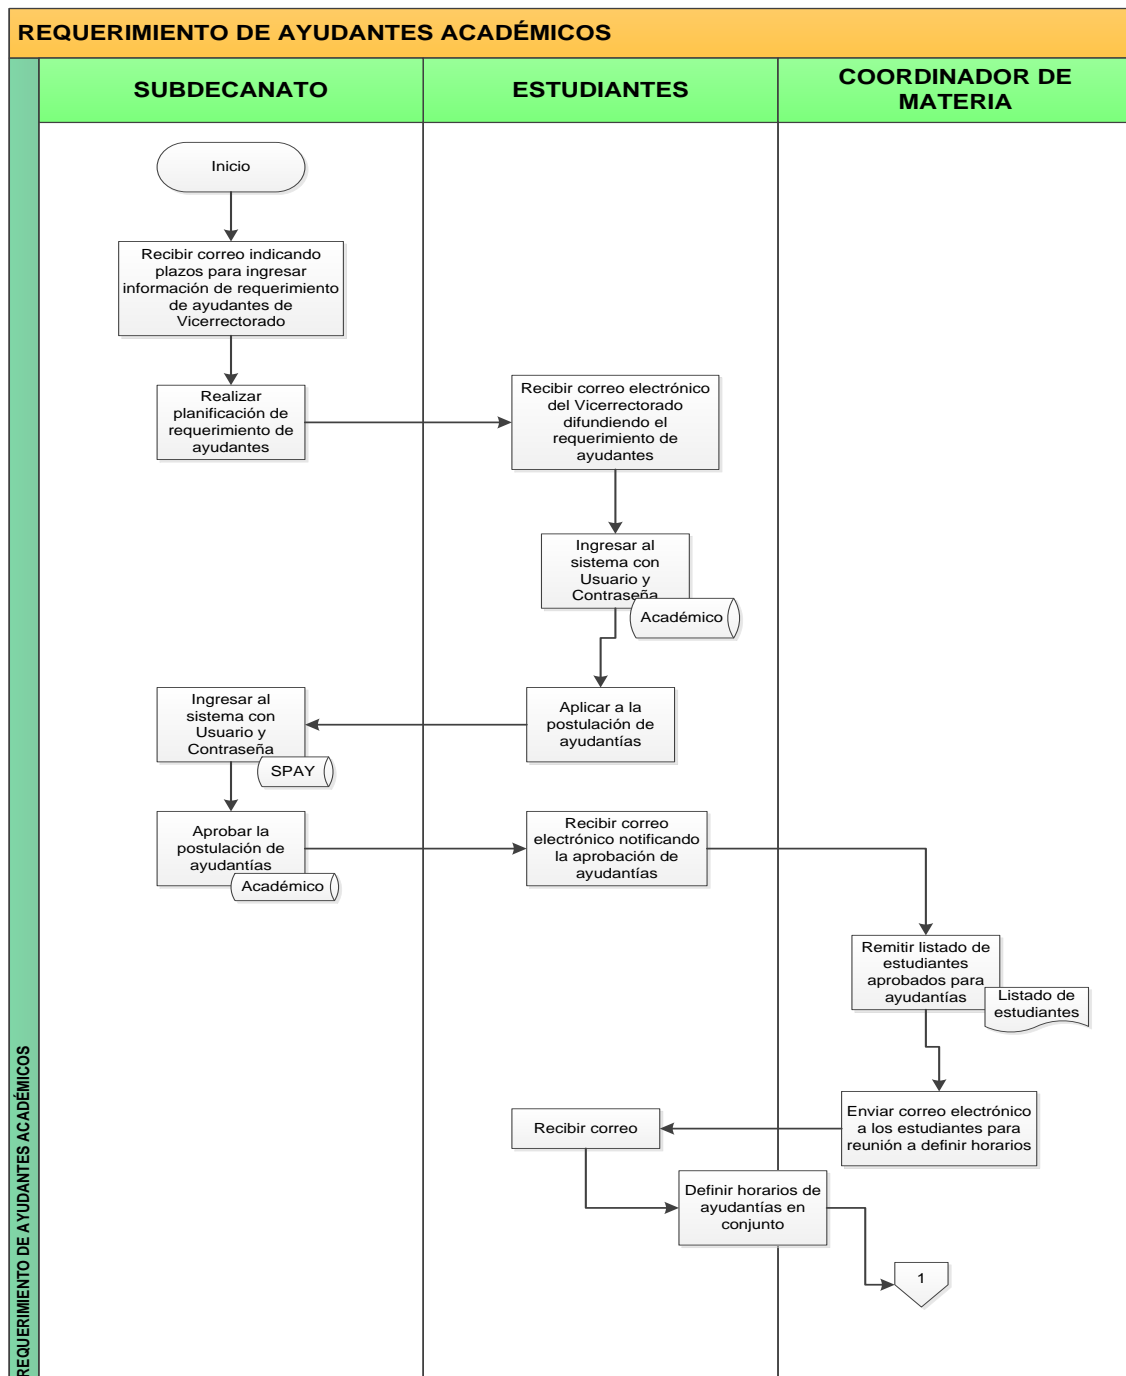 REQUERIMIENTO DE AYUDANTES ACADÉMICOS
SUBDECANATO
ESTUDIANTES
COORDINADOR DE
MATERIA
REQUERIMIENTO DE AYUDANTES ACADÉMICOS
Inicio
Recibir correo indicando
plazos para ingresar
información de requerimiento
de ayudantes de
Vicerrectorado
Realizar
planificación de
requerimiento de
ayudantes
Recibir correo electrónico
del Vicerrectorado
difundiendo el
requerimiento de
ayudantes
Ingresar al
sistema con
Usuario y
Contraseña
Académico
Aplicar a la
postulación de
ayudantías
Ingresar al
sistema con
Usuario y
Contraseña
SPAY
Aprobar la
postulación de
ayudantías
Académico
Recibir correo
electrónico notificando
la aprobación de
ayudantías
Remitir listado de
estudiantes
aprobados para
ayudantías
Listado de
estudiantes
Enviar correo electrónico
a los estudiantes para
reunión a definir horarios
Recibir correo
Definir horarios de
ayudantías en
conjunto
1